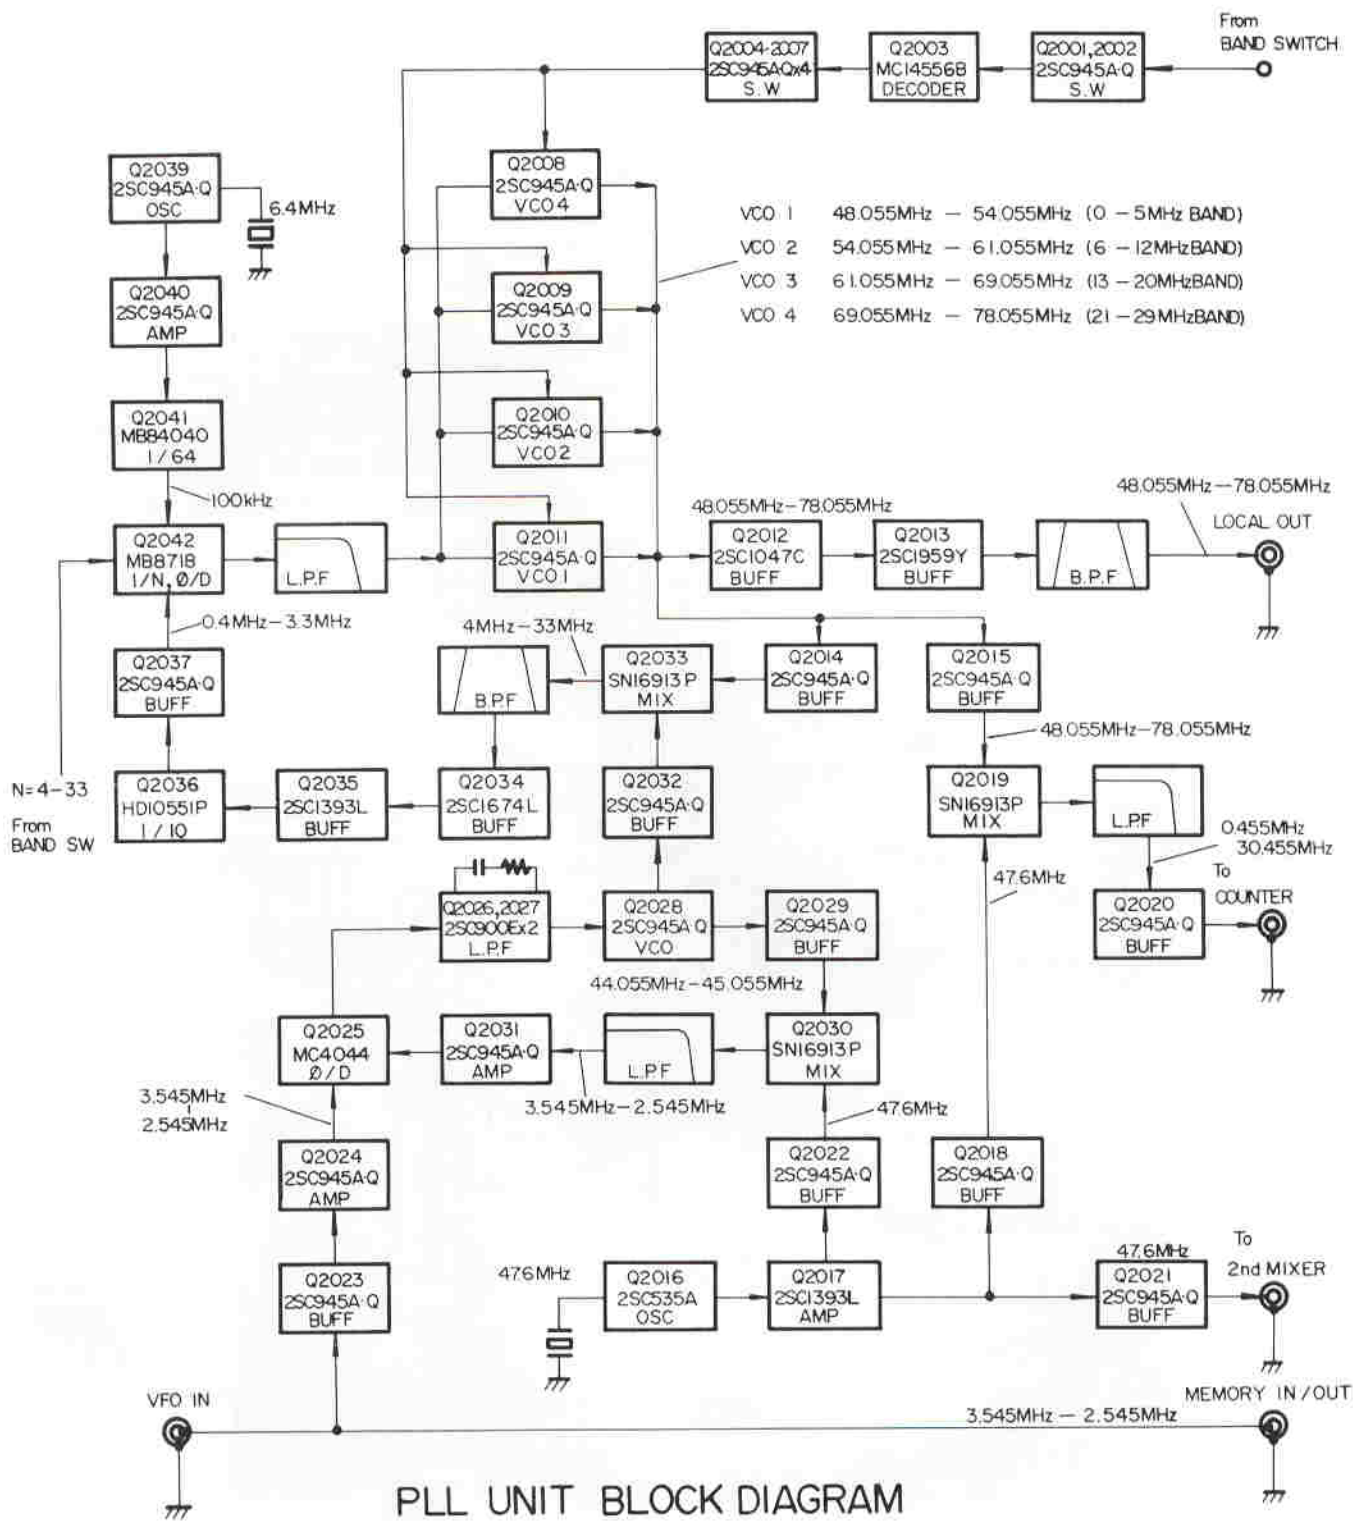 From
BAND SWITCH
Q2004-2007
2SC945AQx4
S.W
Q2003
MC14556B
DECODER
Q2001,2002
2SC945A·Q
S.W
Q2039
2SC945A·Q
OSC
6.4MHz
Q2008
2SC945A·Q
VCO4
VCO 1 48.055MHz – 54.055MHz (0 – 5MHz BAND)
VCO 2 54.055MHz – 61.055MHz (6 – 12MHzBAND)
VCO 3 61.055MHz – 69.055MHz (13 – 20MHzBAND)
VCO 4 69.055MHz – 78.055MHz (21 – 29MHzBAND)
Q2040
2SC945A·Q
AMP
Q2009
2SC945A·Q
VCO3
Q2041
MB84040
1/64
Q2010
2SC945A·Q
VCO2
100kHz
Q2042
MB8718
1/N, Ø/D
L.P.F
Q2011
2SC945A·Q
VCO1
48.055MHz–78.055MHz
Q2012
2SC1047C
BUFF
Q2013
2SC1959Y
BUFF
B.P.F
48.055MHz–78.055MHz
LOCAL OUT
0.4MHz–3.3MHz
4MHz–33MHz
Q2037
2SC945A·Q
BUFF
B.P.F
Q2033
SN16913P
MIX
Q2014
2SC945A·Q
BUFF
Q2015
2SC945A·Q
BUFF
48.055MHz–78.055MHz
N=4-33
From
BAND SW
Q2036
HD10551P
1/10
Q2035
2SC1393L
BUFF
Q2034
2SC1674L
BUFF
Q2032
2SC945A·Q
BUFF
Q2019
SN16913P
MIX
L.P.F
0.455MHz
30.455MHz
To
COUNTER
47.6MHz
Q2026,2027
2SC900Ex2
L.P.F
Q2028
2SC945A·Q
VCO
Q2029
2SC945A·Q
BUFF
Q2020
2SC945A·Q
BUFF
44.055MHz–45.055MHz
Q2025
MC4044
Ø/D
Q2031
2SC945A·Q
AMP
L.P.F
Q2030
SN16913P
MIX
3.545MHz–2.545MHz
47.6MHz
3.545MHz
2.545MHz
Q2024
2SC945A·Q
AMP
Q2022
2SC945A·Q
BUFF
Q2018
2SC945A·Q
BUFF
Q2023
2SC945A·Q
BUFF
47.6MHz
Q2016
2SC535A
OSC
Q2017
2SC1393L
AMP
47.6MHz
Q2021
2SC945A·Q
BUFF
To
2nd MIXER
VFO IN
3.545MHz – 2.545MHz
MEMORY IN/OUT
PLL UNIT BLOCK DIAGRAM